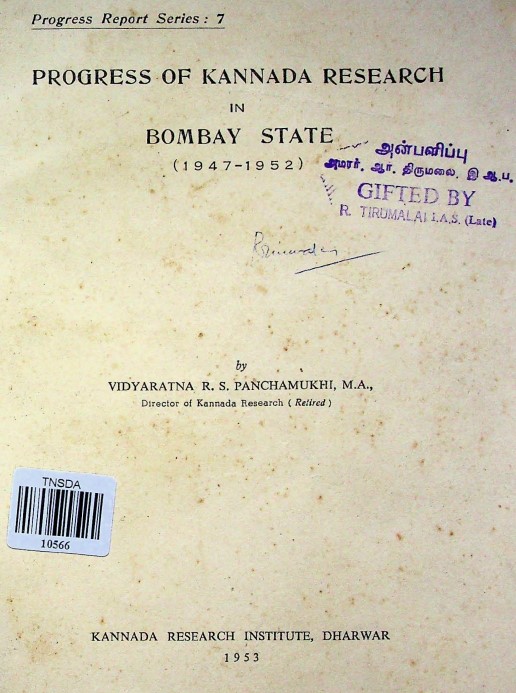 Progress Report Series : 7
PROGRESS OF KANNADA RESEARCH
IN
BOMBAY STATE
(1947-1952)
அன்பளிப்பு
அமரர். ஆர். திருமலை, இ ஆ.ப.
GIFTED BY
R. TIRUMALAI I.A.S. (Late)
by
VIDYARATNA R. S. PANCHAMUKHI, M.A.,
Director of Kannada Research ( Retired )
TNSDA
10566
KANNADA RESEARCH INSTITUTE, DHARWAR
1953